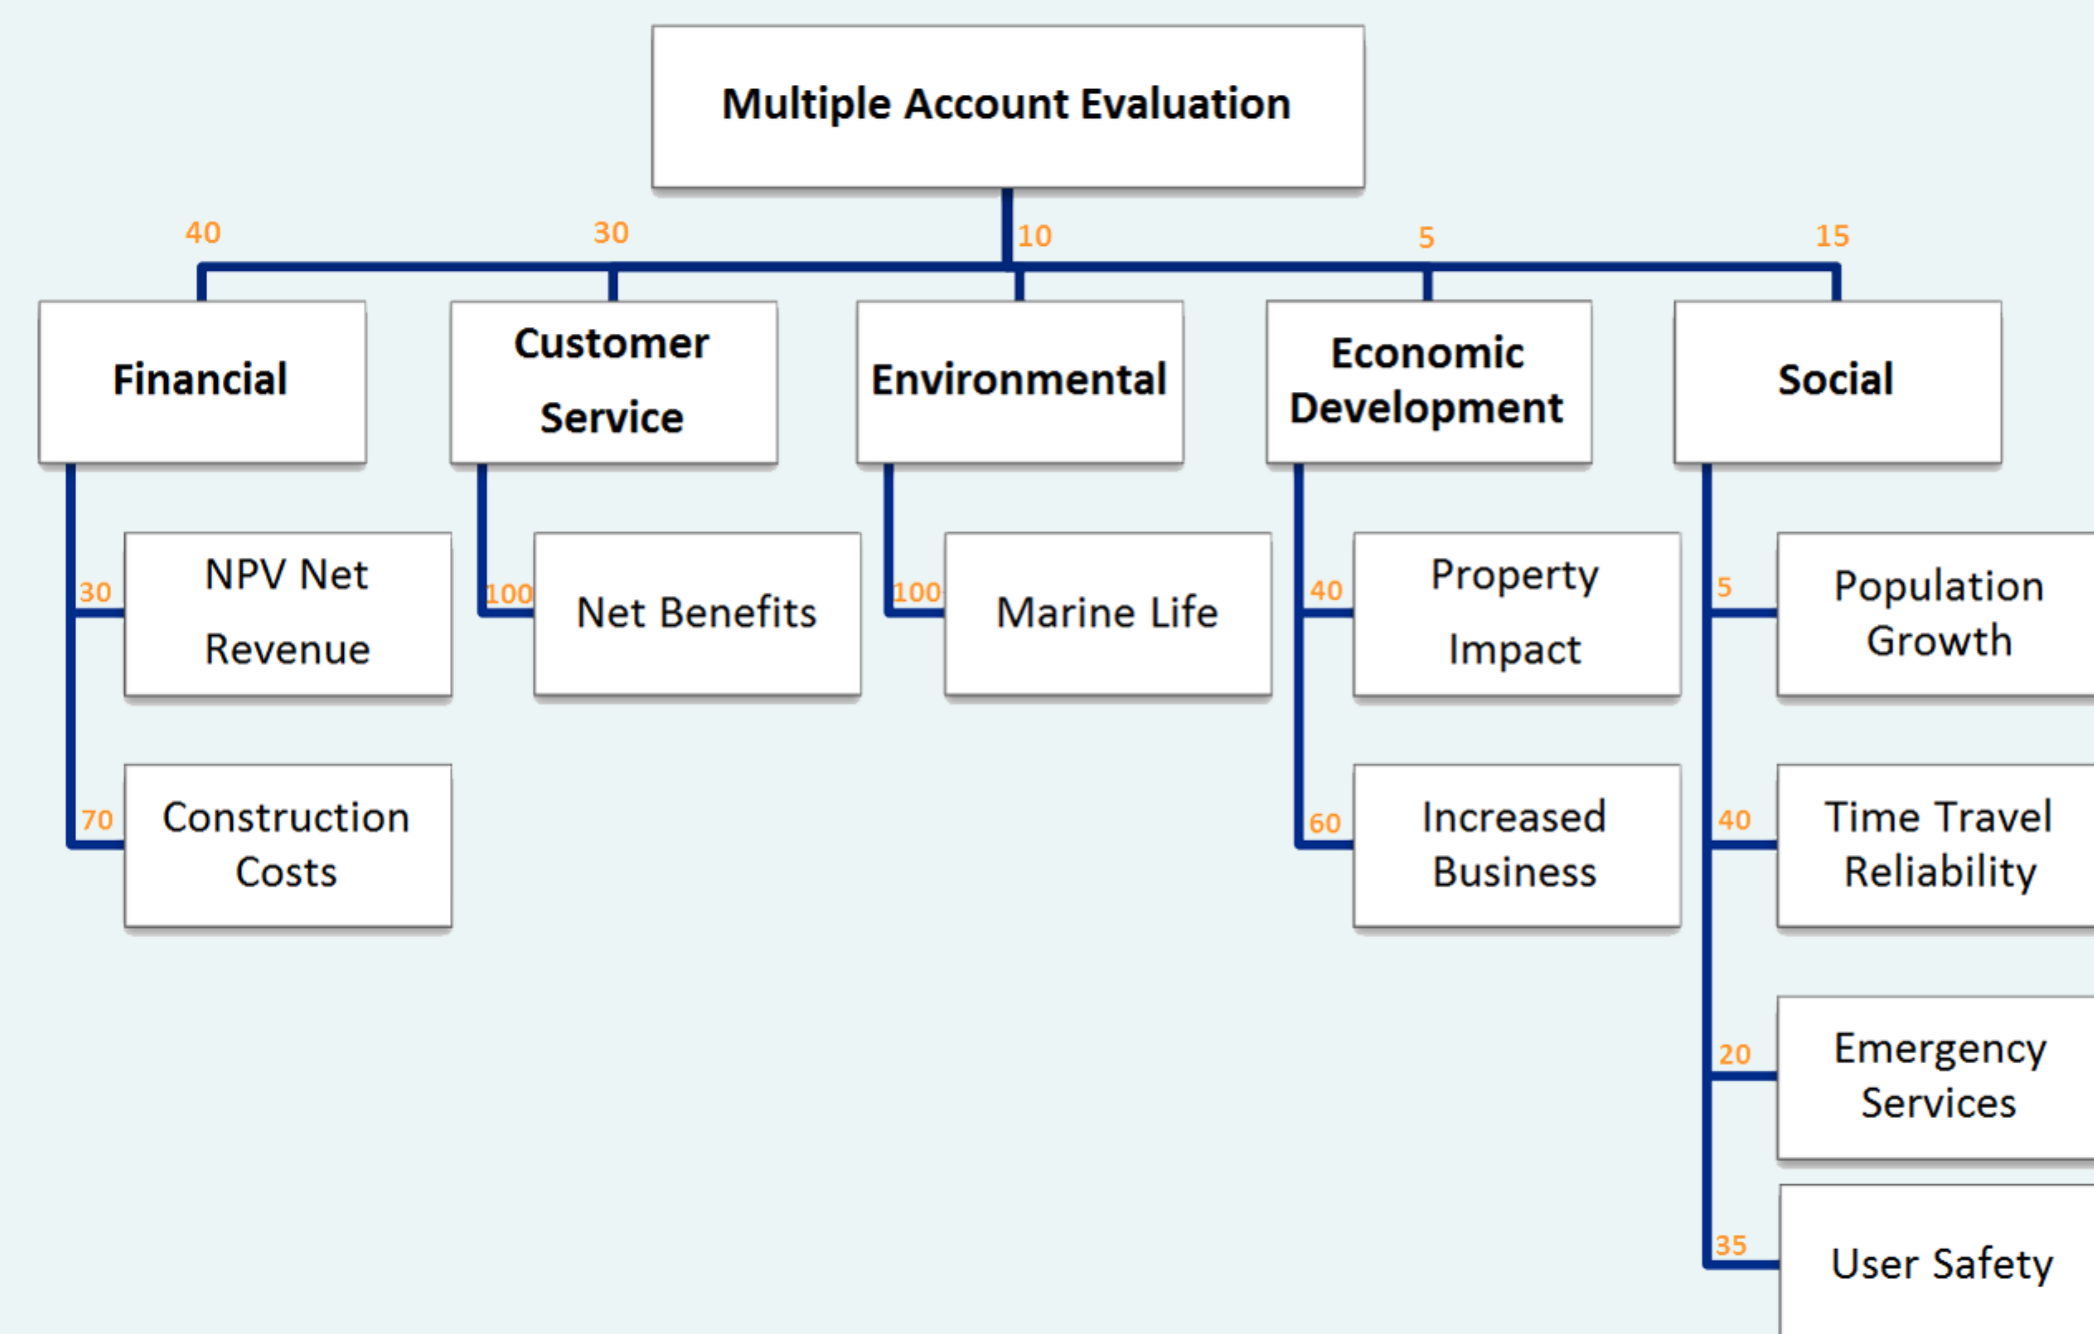 Multiple Account Evaluation
40
30
10
5
15
Financial
Customer
Service
Environmental
Economic
Development
Social
30
NPV Net
Revenue
70
Construction
Costs
100
Net Benefits
100
Marine Life
40
Property
Impact
60
Increased
Business
5
Population
Growth
40
Time Travel
Reliability
20
Emergency
Services
35
User Safety